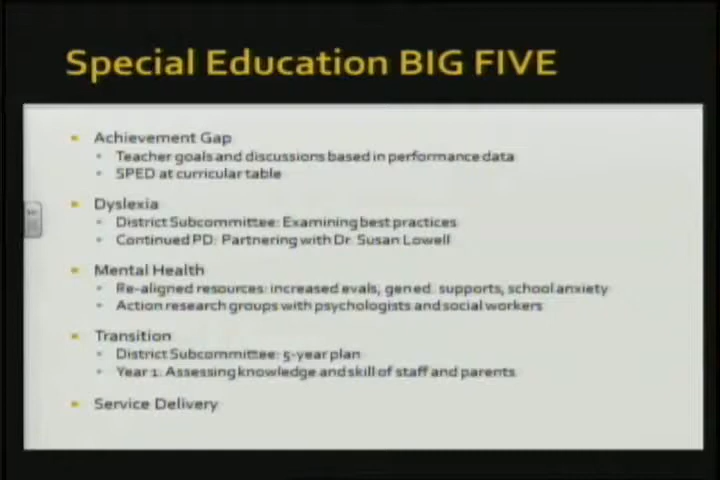 Special Education BIG FIVE
Achievement Gap
Teacher goals and discussions based in performance data
SPED at curricular table
Dyslexia
District Subcommittee: Examining best practices
Continued PD: Partnering with Dr. Susan Lowell
Mental Health
Re-aligned resources: increased evals, gen ed. supports, school anxiety
Action research groups with psychologists and social workers
Transition
District Subcommittee: 5-year plan
Year 1: Assessing knowledge and skill of staff and parents
Service Delivery